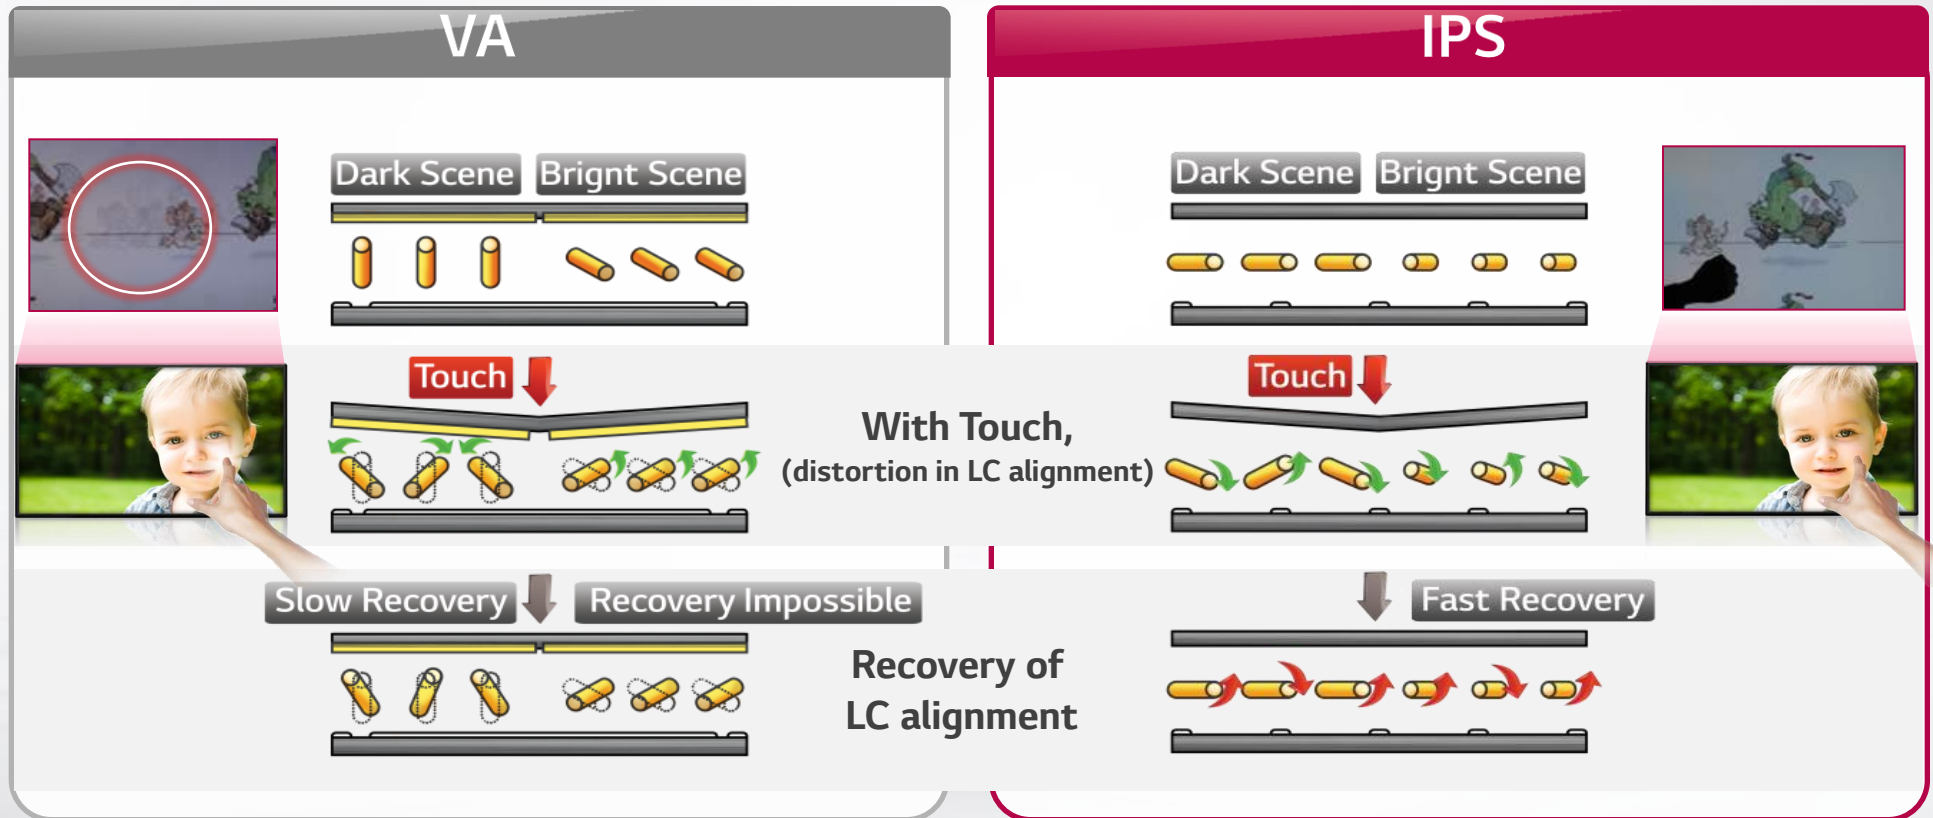 VA
IPS
Dark Scene
Brignt Scene
Dark Scene
Brignt Scene
Touch
Touch
With Touch,
(distortion in LC alignment)
Slow Recovery
Recovery Impossible
Fast Recovery
Recovery of
LC alignment